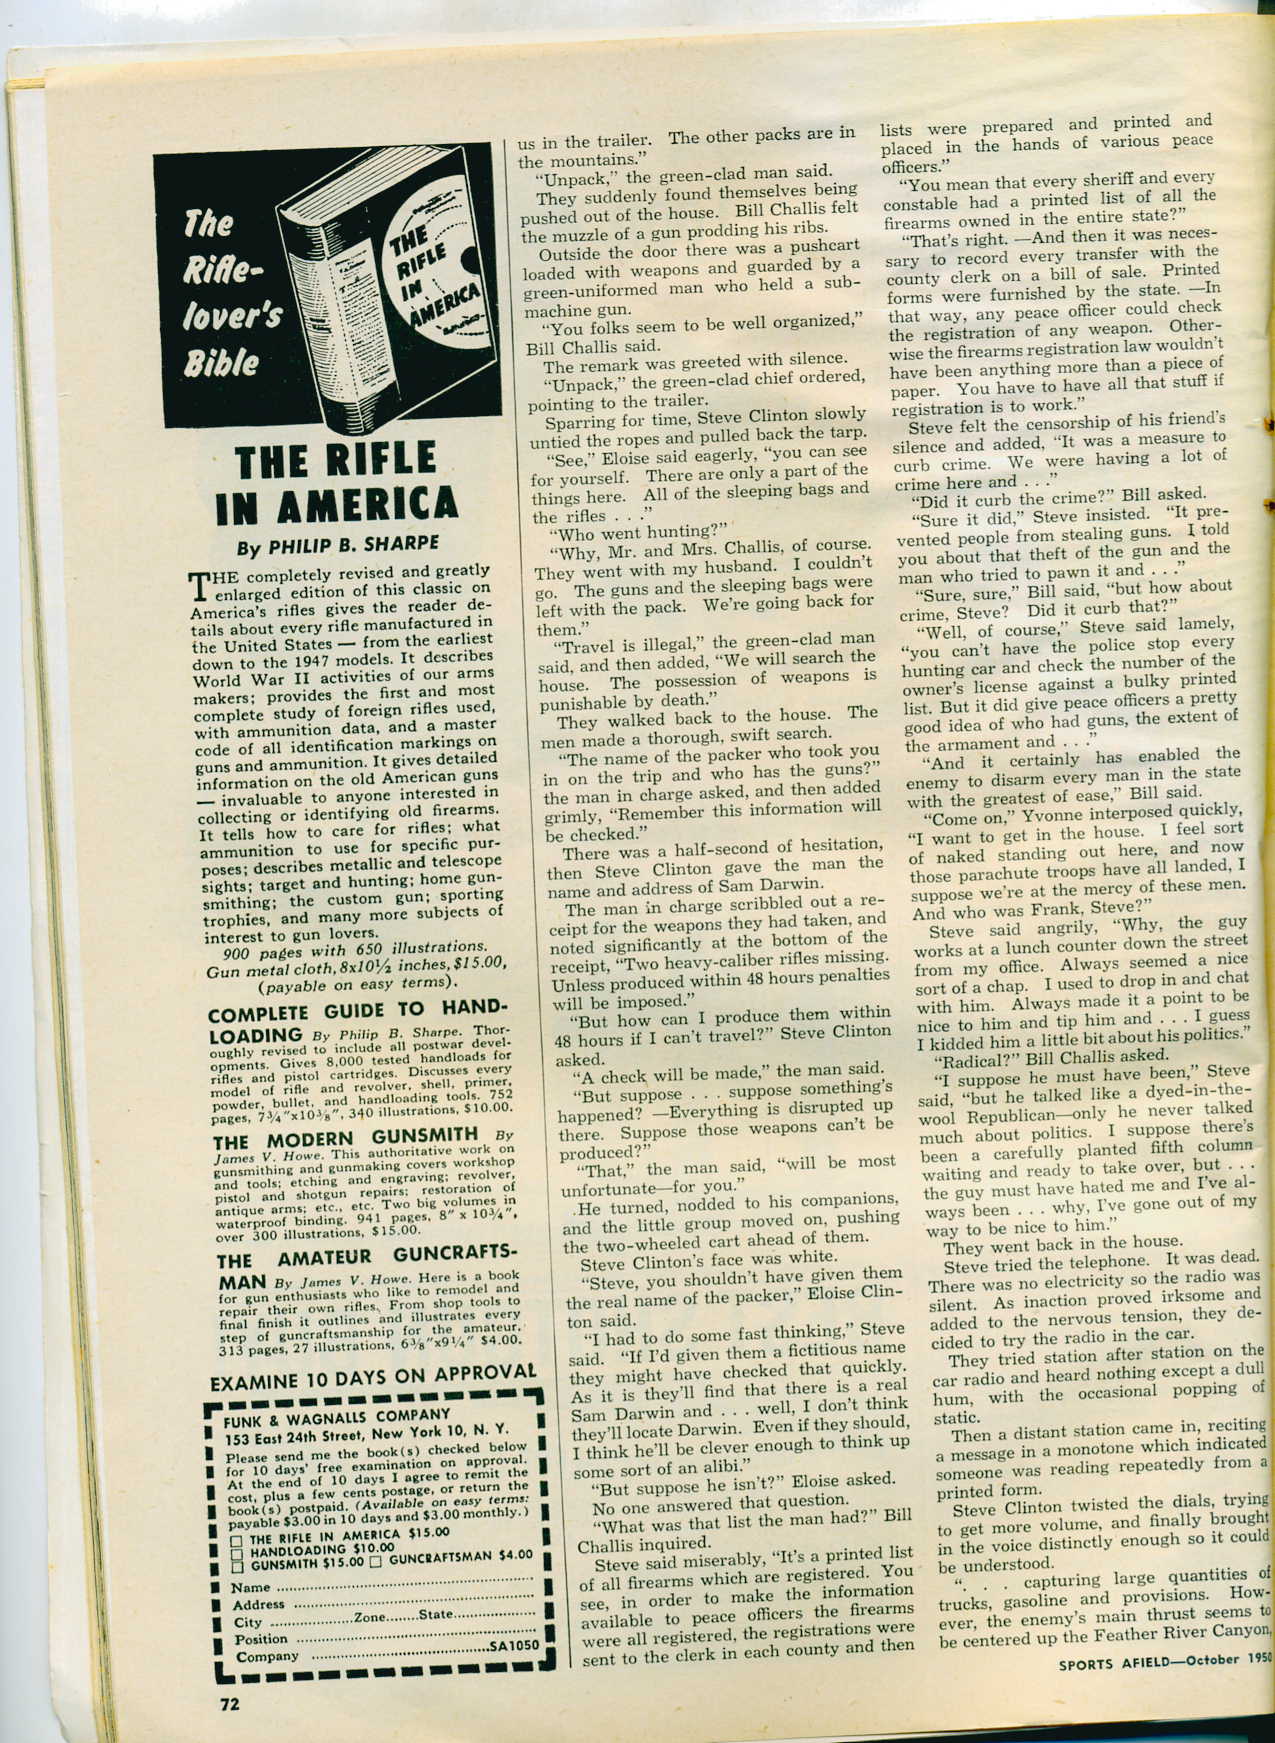 The
Rifle-
lover's
Bible
THE
RIFLE
IN
AMERICA
THE RIFLE
IN AMERICA
By PHILIP B. SHARPE
THE completely revised and greatly
enlarged edition of this classic on
America's rifles gives the reader de-
tails about every rifle manufactured in
the United States — from the earliest
down to the 1947 models. It describes
World War II activities of our arms
makers; provides the first and most
complete study of foreign rifles used,
with ammunition data, and a master
code of all identification markings on
guns and ammunition. It gives detailed
information on the old American guns
— invaluable to anyone interested in
collecting or identifying old firearms.
It tells how to care for rifles; what
ammunition to use for specific pur-
poses; describes metallic and telescope
sights; target and hunting; home gun-
smithing; the custom gun; sporting
trophies, and many more subjects of
interest to gun lovers.
900 pages with 650 illustrations.
Gun metal cloth, 8x10½ inches, $15.00,
(payable on easy terms).
COMPLETE GUIDE TO HAND-
LOADING By Philip B. Sharpe. Thor-
oughly revised to include all postwar devel-
opments. Gives 8,000 tested handloads for
rifles and pistol cartridges. Discusses every
model of rifle and revolver, shell, primer,
powder, bullet, and handloading tools. 752
pages, 7¾"x10⅜", 340 illustrations, $10.00.
THE MODERN GUNSMITH By
James V. Howe. This authoritative work on
gunsmithing and gunmaking covers workshop
and tools; etching and engraving; revolver,
pistol and shotgun repairs; restoration of
antique arms; etc., etc. Two big volumes in
waterproof binding. 941 pages, 8" x 10¾",
over 300 illustrations, $15.00.
THE AMATEUR GUNCRAFTS-
MAN By James V. Howe. Here is a book
for gun enthusiasts who like to remodel and
repair their own rifles. From shop tools to
final finish it outlines and illustrates every
step of guncraftsmanship for the amateur.
313 pages, 27 illustrations, 6⅜"x9¼" $4.00.
EXAMINE 10 DAYS ON APPROVAL
FUNK & WAGNALLS COMPANY
153 East 24th Street, New York 10, N. Y.
Please send me the book(s) checked below
for 10 days' free examination on approval.
At the end of 10 days I agree to remit the
cost, plus a few cents postage, or return the
book(s) postpaid. (Available on easy terms:
payable $3.00 in 10 days and $3.00 monthly.)
☐ THE RIFLE IN AMERICA $15.00
☐ HANDLOADING $10.00
☐ GUNSMITH $15.00 ☐ GUNCRAFTSMAN $4.00
Name
Address
City Zone State
Position
Company SA1050
72
us in the trailer. The other packs are in
the mountains."
"Unpack," the green-clad man said.
They suddenly found themselves being
pushed out of the house. Bill Challis felt
the muzzle of a gun prodding his ribs.
Outside the door there was a pushcart
loaded with weapons and guarded by a
green-uniformed man who held a sub-
machine gun.
"You folks seem to be well organized,"
Bill Challis said.
The remark was greeted with silence.
"Unpack," the green-clad chief ordered,
pointing to the trailer.
Sparring for time, Steve Clinton slowly
untied the ropes and pulled back the tarp.
"See," Eloise said eagerly, "you can see
for yourself. There are only a part of the
things here. All of the sleeping bags and
the rifles . . ."
"Who went hunting?"
"Why, Mr. and Mrs. Challis, of course.
They went with my husband. I couldn't
go. The guns and the sleeping bags were
left with the pack. We're going back for
them."
"Travel is illegal," the green-clad man
said, and then added, "We will search the
house. The possession of weapons is
punishable by death."
They walked back to the house. The
men made a thorough, swift search.
"The name of the packer who took you
in on the trip and who has the guns?"
the man in charge asked, and then added
grimly, "Remember this information will
be checked."
There was a half-second of hesitation,
then Steve Clinton gave the man the
name and address of Sam Darwin.
The man in charge scribbled out a re-
ceipt for the weapons they had taken, and
noted significantly at the bottom of the
receipt, "Two heavy-caliber rifles missing.
Unless produced within 48 hours penalties
will be imposed."
"But how can I produce them within
48 hours if I can't travel?" Steve Clinton
asked.
"A check will be made," the man said.
"But suppose . . . suppose something's
happened? —Everything is disrupted up
there. Suppose those weapons can't be
produced?"
"That," the man said, "will be most
unfortunate—for you."
He turned, nodded to his companions,
and the little group moved on, pushing
the two-wheeled cart ahead of them.
Steve Clinton's face was white.
"Steve, you shouldn't have given them
the real name of the packer," Eloise Clin-
ton said.
"I had to do some fast thinking," Steve
said. "If I'd given them a fictitious name
they might have checked that quickly.
As it is they'll find that there is a real
Sam Darwin and . . . well, I don't think
they'll locate Darwin. Even if they should,
I think he'll be clever enough to think up
some sort of an alibi."
"But suppose he isn't?" Eloise asked.
No one answered that question.
"What was that list the man had?" Bill
Challis inquired.
Steve said miserably, "It's a printed list
of all firearms which are registered. You
see, in order to make the information
available to peace officers the firearms
were all registered, the registrations were
sent to the clerk in each county and then
lists were prepared and printed and
placed in the hands of various peace
officers."
"You mean that every sheriff and every
constable had a printed list of all the
firearms owned in the entire state?"
"That's right. —And then it was neces-
sary to record every transfer with the
county clerk on a bill of sale. Printed
forms were furnished by the state. —In
that way, any peace officer could check
the registration of any weapon. Other-
wise the firearms registration law wouldn't
have been anything more than a piece of
paper. You have to have all that stuff if
registration is to work."
Steve felt the censorship of his friend's
silence and added, "It was a measure to
curb crime. We were having a lot of
crime here and . . ."
"Did it curb the crime?" Bill asked.
"Sure it did," Steve insisted. "It pre-
vented people from stealing guns. I told
you about that theft of the gun and the
man who tried to pawn it and . . ."
"Sure, sure," Bill said, "but how about
crime, Steve? Did it curb that?"
"Well, of course," Steve said lamely,
"you can't have the police stop every
hunting car and check the number of the
owner's license against a bulky printed
list. But it did give peace officers a pretty
good idea of who had guns, the extent of
the armament and . . ."
"And it certainly has enabled the
enemy to disarm every man in the state
with the greatest of ease," Bill said.
"Come on," Yvonne interposed quickly,
"I want to get in the house. I feel sort
of naked standing out here, and now
those parachute troops have all landed, I
suppose we're at the mercy of these men.
And who was Frank, Steve?"
Steve said angrily, "Why, the guy
works at a lunch counter down the street
from my office. Always seemed a nice
sort of a chap. I used to drop in and chat
with him. Always made it a point to be
nice to him and tip him and . . . I guess
I kidded him a little bit about his politics."
"Radical?" Bill Challis asked.
"I suppose he must have been," Steve
said, "but he talked like a dyed-in-the-
wool Republican—only he never talked
much about politics. I suppose there's
been a carefully planted fifth column
waiting and ready to take over, but . . .
the guy must have hated me and I've al-
ways been . . . why, I've gone out of my
way to be nice to him."
They went back in the house.
Steve tried the telephone. It was dead.
There was no electricity so the radio was
silent. As inaction proved irksome and
added to the nervous tension, they de-
cided to try the radio in the car.
They tried station after station on the
car radio and heard nothing except a dull
hum, with the occasional popping of
static.
Then a distant station came in, reciting
a message in a monotone which indicated
someone was reading repeatedly from a
printed form.
Steve Clinton twisted the dials, trying
to get more volume, and finally brought
in the voice distinctly enough so it could
be understood.
". . . capturing large quantities of
trucks, gasoline and provisions. How-
ever, the enemy's main thrust seems to
be centered up the Feather River Canyon,
SPORTS AFIELD—October 1950